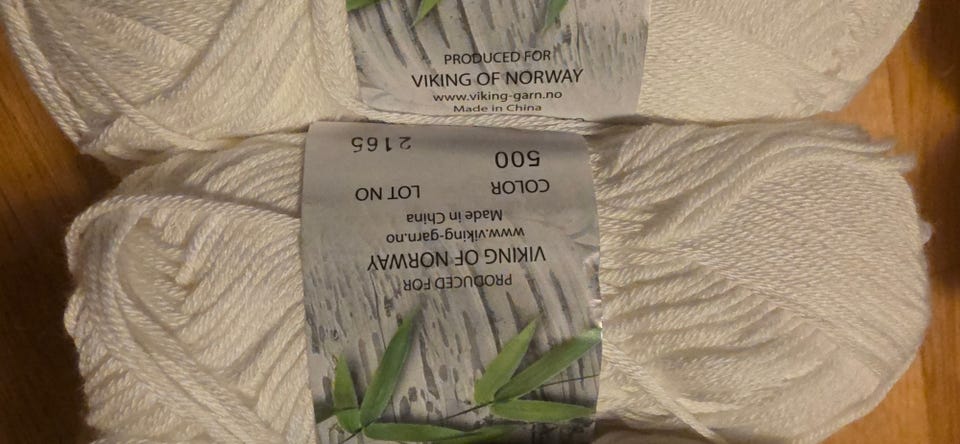 PRODUCED FOR
VIKING OF NORWAY
www.viking-garn.no
Made in China
PRODUCED FOR
VIKING OF NORWAY
www.viking-garn.no
Made in China
COLOR LOT NO
500 2165